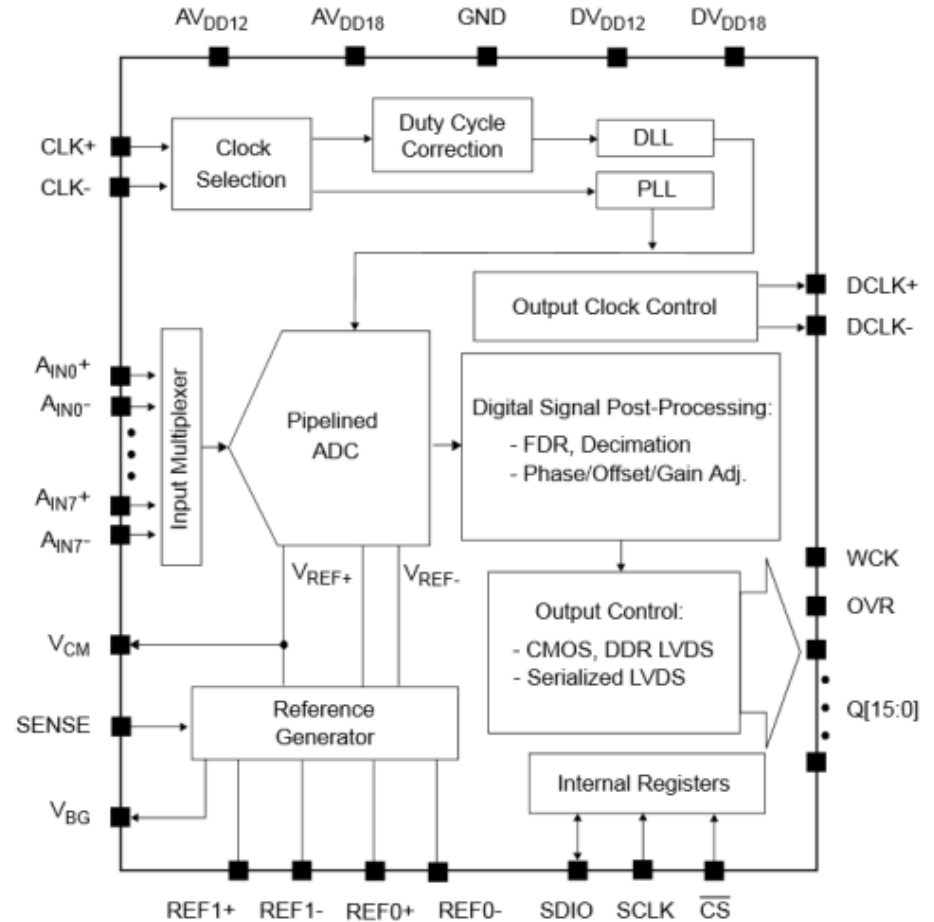 AVDD12 AVDD18 GND DVDD12 DVDD18
CLK+
CLK-
Clock
Selection
Duty Cycle
Correction
DLL
PLL
Output Clock Control
DCLK+
DCLK-
AIN0+
AIN0-
AIN7+
AIN7-
Input Multiplexer
Pipelined
ADC
Digital Signal Post-Processing:
- FDR, Decimation
- Phase/Offset/Gain Adj.
VREF+
VREF-
Output Control:
- CMOS, DDR LVDS
- Serialized LVDS
WCK
OVR
Q[15:0]
VCM
SENSE
VBG
Reference
Generator
Internal Registers
REF1+ REF1- REF0+ REF0- SDIO SCLK C̅S̅